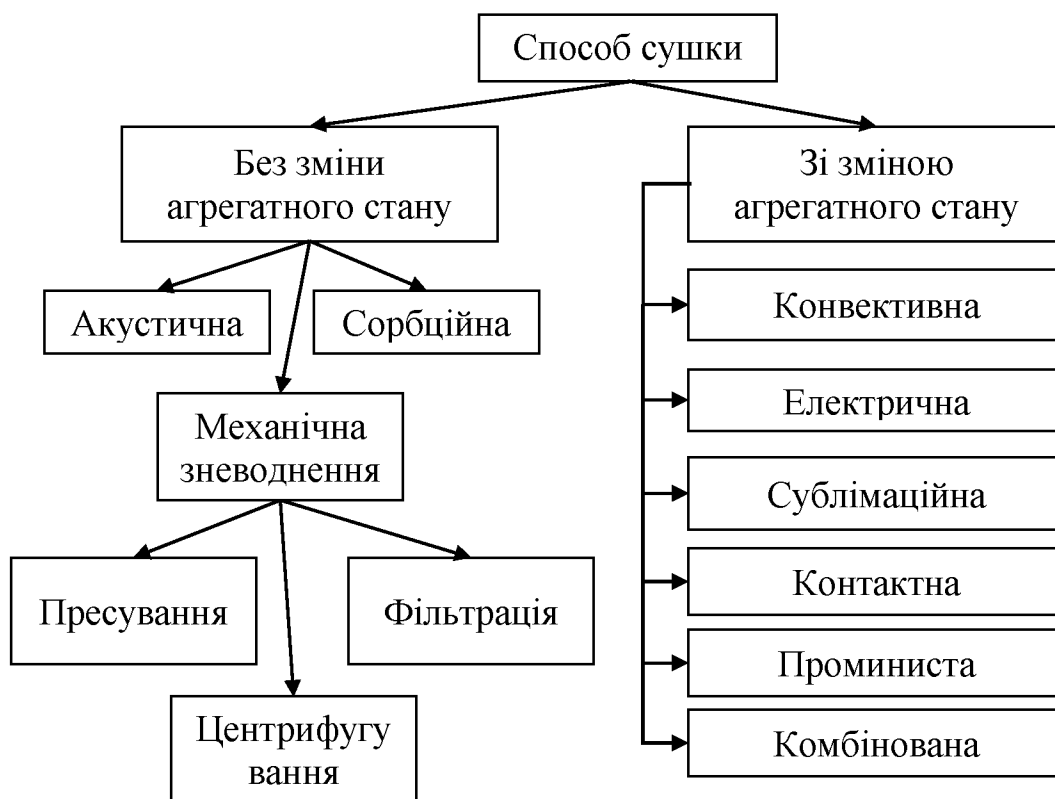 Спосіб сушки
Без зміни
агрегатного стану
Зі зміною
агрегатного стану
Акустична
Сорбційна
Механічна
зневоднення
Пресування
Фільтрація
Центрифугу
вання
Конвективна
Електрична
Сублімаційна
Контактна
Проминиста
Комбінована